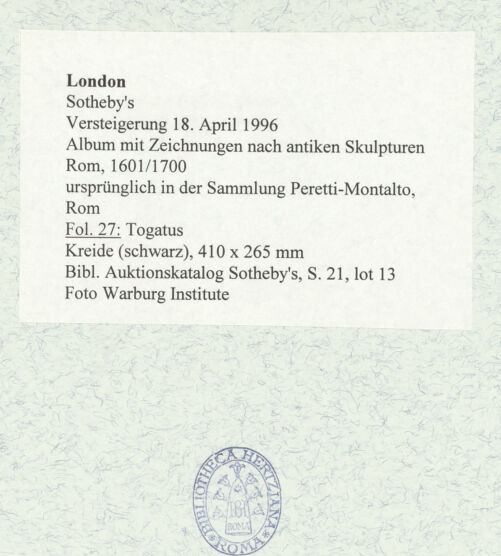 London
Sotheby's
Versteigerung 18. April 1996
Album mit Zeichnungen nach antiken Skulpturen
Rom, 1601/1700
ursprünglich in der Sammlung Peretti-Montalto,
Rom
Fol. 27: Togatus
Kreide (schwarz), 410 x 265 mm
Bibl. Auktionskatalog Sotheby's, S. 21, lot 13
Foto Warburg Institute
BIBLIOTHECA HERTZIANA
ROMA
ROMA